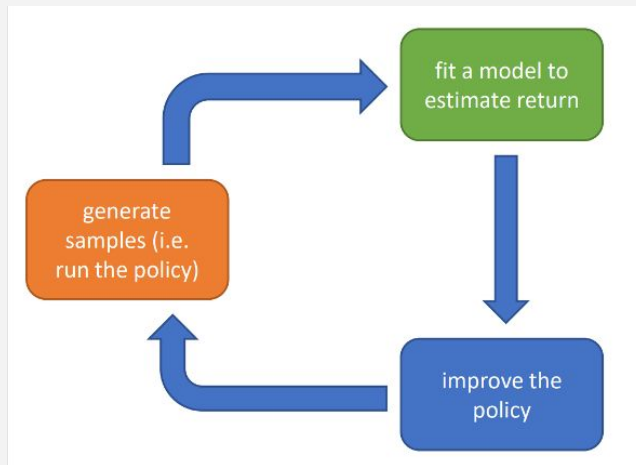 fit a model to
estimate return
generate
samples (i.e.
run the policy)
improve the
policy